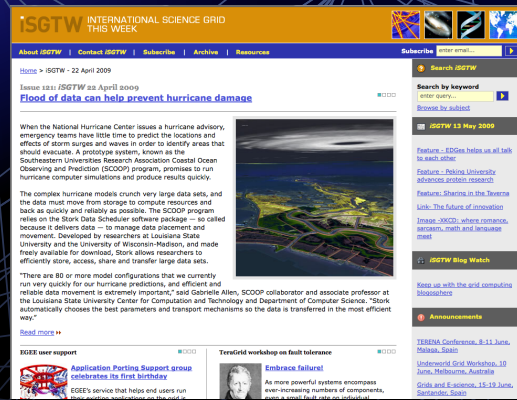 iSGTW INTERNATIONAL SCIENCE GRID
THIS WEEK
About iSGTW | Contact iSGTW | Subscribe | Archive | Resources
Subscribe enter email...
Home > iSGTW - 22 April 2009
Issue 121: iSGTW 22 April 2009
Flood of data can help prevent hurricane damage
When the National Hurricane Center issues a hurricane advisory,
emergency teams have little time to predict the locations and
effects of storm surges and waves in order to identify areas that
should evacuate. A prototype system, known as the
Southeastern Universities Research Association Coastal Ocean
Observing and Prediction (SCOOP) program, promises to run
hurricane computer simulations and produce results quickly.
The complex hurricane models crunch very large data sets, and
the data must move from storage to compute resources and
back as quickly and reliably as possible. The SCOOP program
relies on the Stork Data Scheduler software package — so called
because it delivers data — to manage data placement and
movement. Developed by researchers at Louisiana State
University and the University of Wisconsin-Madison, and made
freely available for download, Stork allows researchers to
efficiently store, access, share and transfer large data sets.
"There are 80 or more model configurations that we currently
run very quickly for our hurricane predictions, and efficient and
reliable data movement is extremely important," said Gabrielle Allen, SCOOP collaborator and associate professor at
the Louisiana State University Center for Computation and Technology and Department of Computer Science. "Stork
automatically chooses the best parameters and transport mechanisms so the data is transferred in the most efficient
way."
Read more
EGEE user support
Application Porting Support group
celebrates its first birthday
EGEE's service that helps end users run
their existing applications on the grid is
TeraGrid workshop on fault tolerance
Embrace failure!
As more powerful systems encompass
ever-increasing numbers of components,
even a small fault rate on individual
Search iSGTW
Search by keyword
enter query...
Browse by subject
iSGTW 13 May 2009
Feature - EDGes helps us all talk
to each other
Feature - Peking University
advances protein research
Feature: Sharing in the Taverna
Link- The future of innovation
Image -XKCD: where romance,
sarcasm, math and language
meet
iSGTW Blog Watch
Keep up with the grid computing
blogosphere
Announcements
TERENA Conference, 8-11 June,
Malaga, Spain
Underworld Grid Workshop, 10
June, Melbourne, Australia
Grids and E-science, 15-19 June,
Santander, Spain